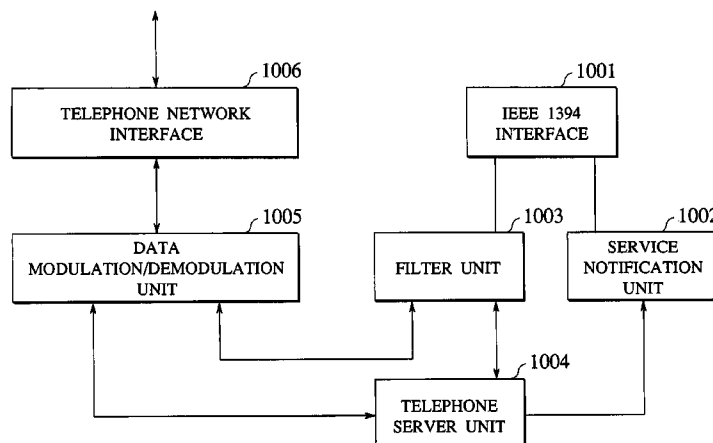 1006
TELEPHONE NETWORK
INTERFACE
1001
IEEE 1394
INTERFACE
1005
DATA
MODULATION/DEMODULATION
UNIT
1003
FILTER UNIT
1002
SERVICE
NOTIFICATION
UNIT
1004
TELEPHONE
SERVER UNIT